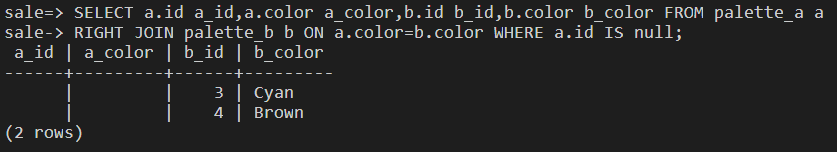 sale=> SELECT a.id a_id,a.color a_color,b.id b_id,b.color b_color FROM palette_a a
sale-> RIGHT JOIN palette_b b ON a.color=b.color WHERE a.id IS null;
 a_id | a_color | b_id | b_color
------+---------+------+---------
      |         |    3 | Cyan
      |         |    4 | Brown
(2 rows)